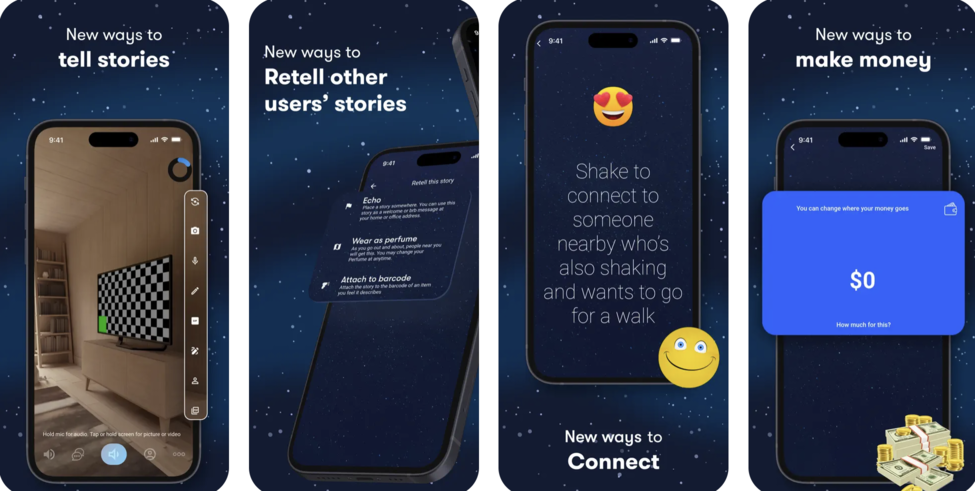 New ways to
tell stories
9:41
Hold mic for audio. Tap or hold screen for picture or video
New ways to
Retell other
users' stories
9:41
Retell this story
Echo
Place a story somewhere. You can use this
story as a welcome or brb message at
your home or office address.
Wear as perfume
As you go out and about, people near you
will get this. You may change your
Perfume at anytime.
Attach to barcode
Attach the story to the barcode of an item
you feel it describes
9:41
Shake to
connect to
someone
nearby who's
also shaking
and wants to go
for a walk
New ways to
Connect
New ways to
make money
9:41
Save
You can change where your money goes
$0
How much for this?